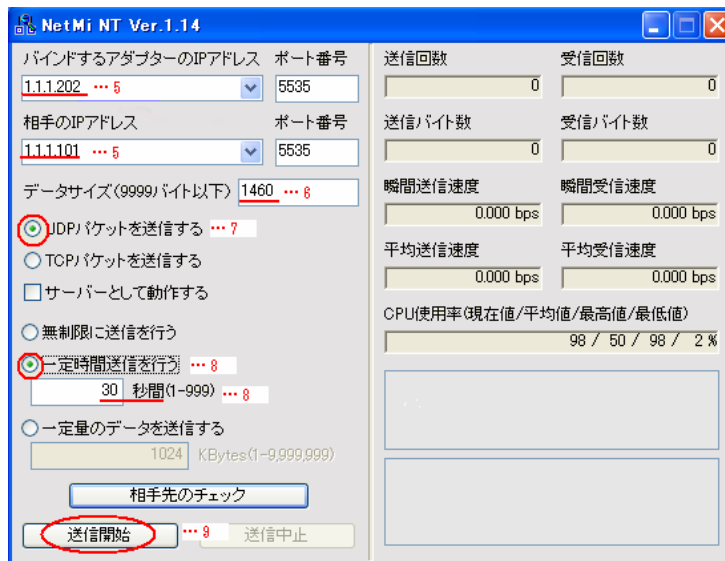 NetMi NT Ver.1.14
バインドするアダプターのIPアドレス ポート番号
1.1.1.202 … 5 5535
相手のIPアドレス ポート番号
1.1.1.101 … 5 5535
データサイズ(9999バイト以下) 1460 … 6
UDPパケットを送信する … 7
TCPパケットを送信する
サーバーとして動作する
無制限に送信を行う
一定時間送信を行う … 8
30 秒間(1-999) … 8
一定量のデータを送信する
1024 KBytes(1-9,999,999)
相手先のチェック
送信開始 … 9 送信中止
送信回数 受信回数
0 0
送信バイト数 受信バイト数
0 0
瞬間送信速度 瞬間受信速度
0.000 bps 0.000 bps
平均送信速度 平均受信速度
0.000 bps 0.000 bps
CPU使用率(現在値/平均値/最高値/最低値)
98 / 50 / 98 / 2 %